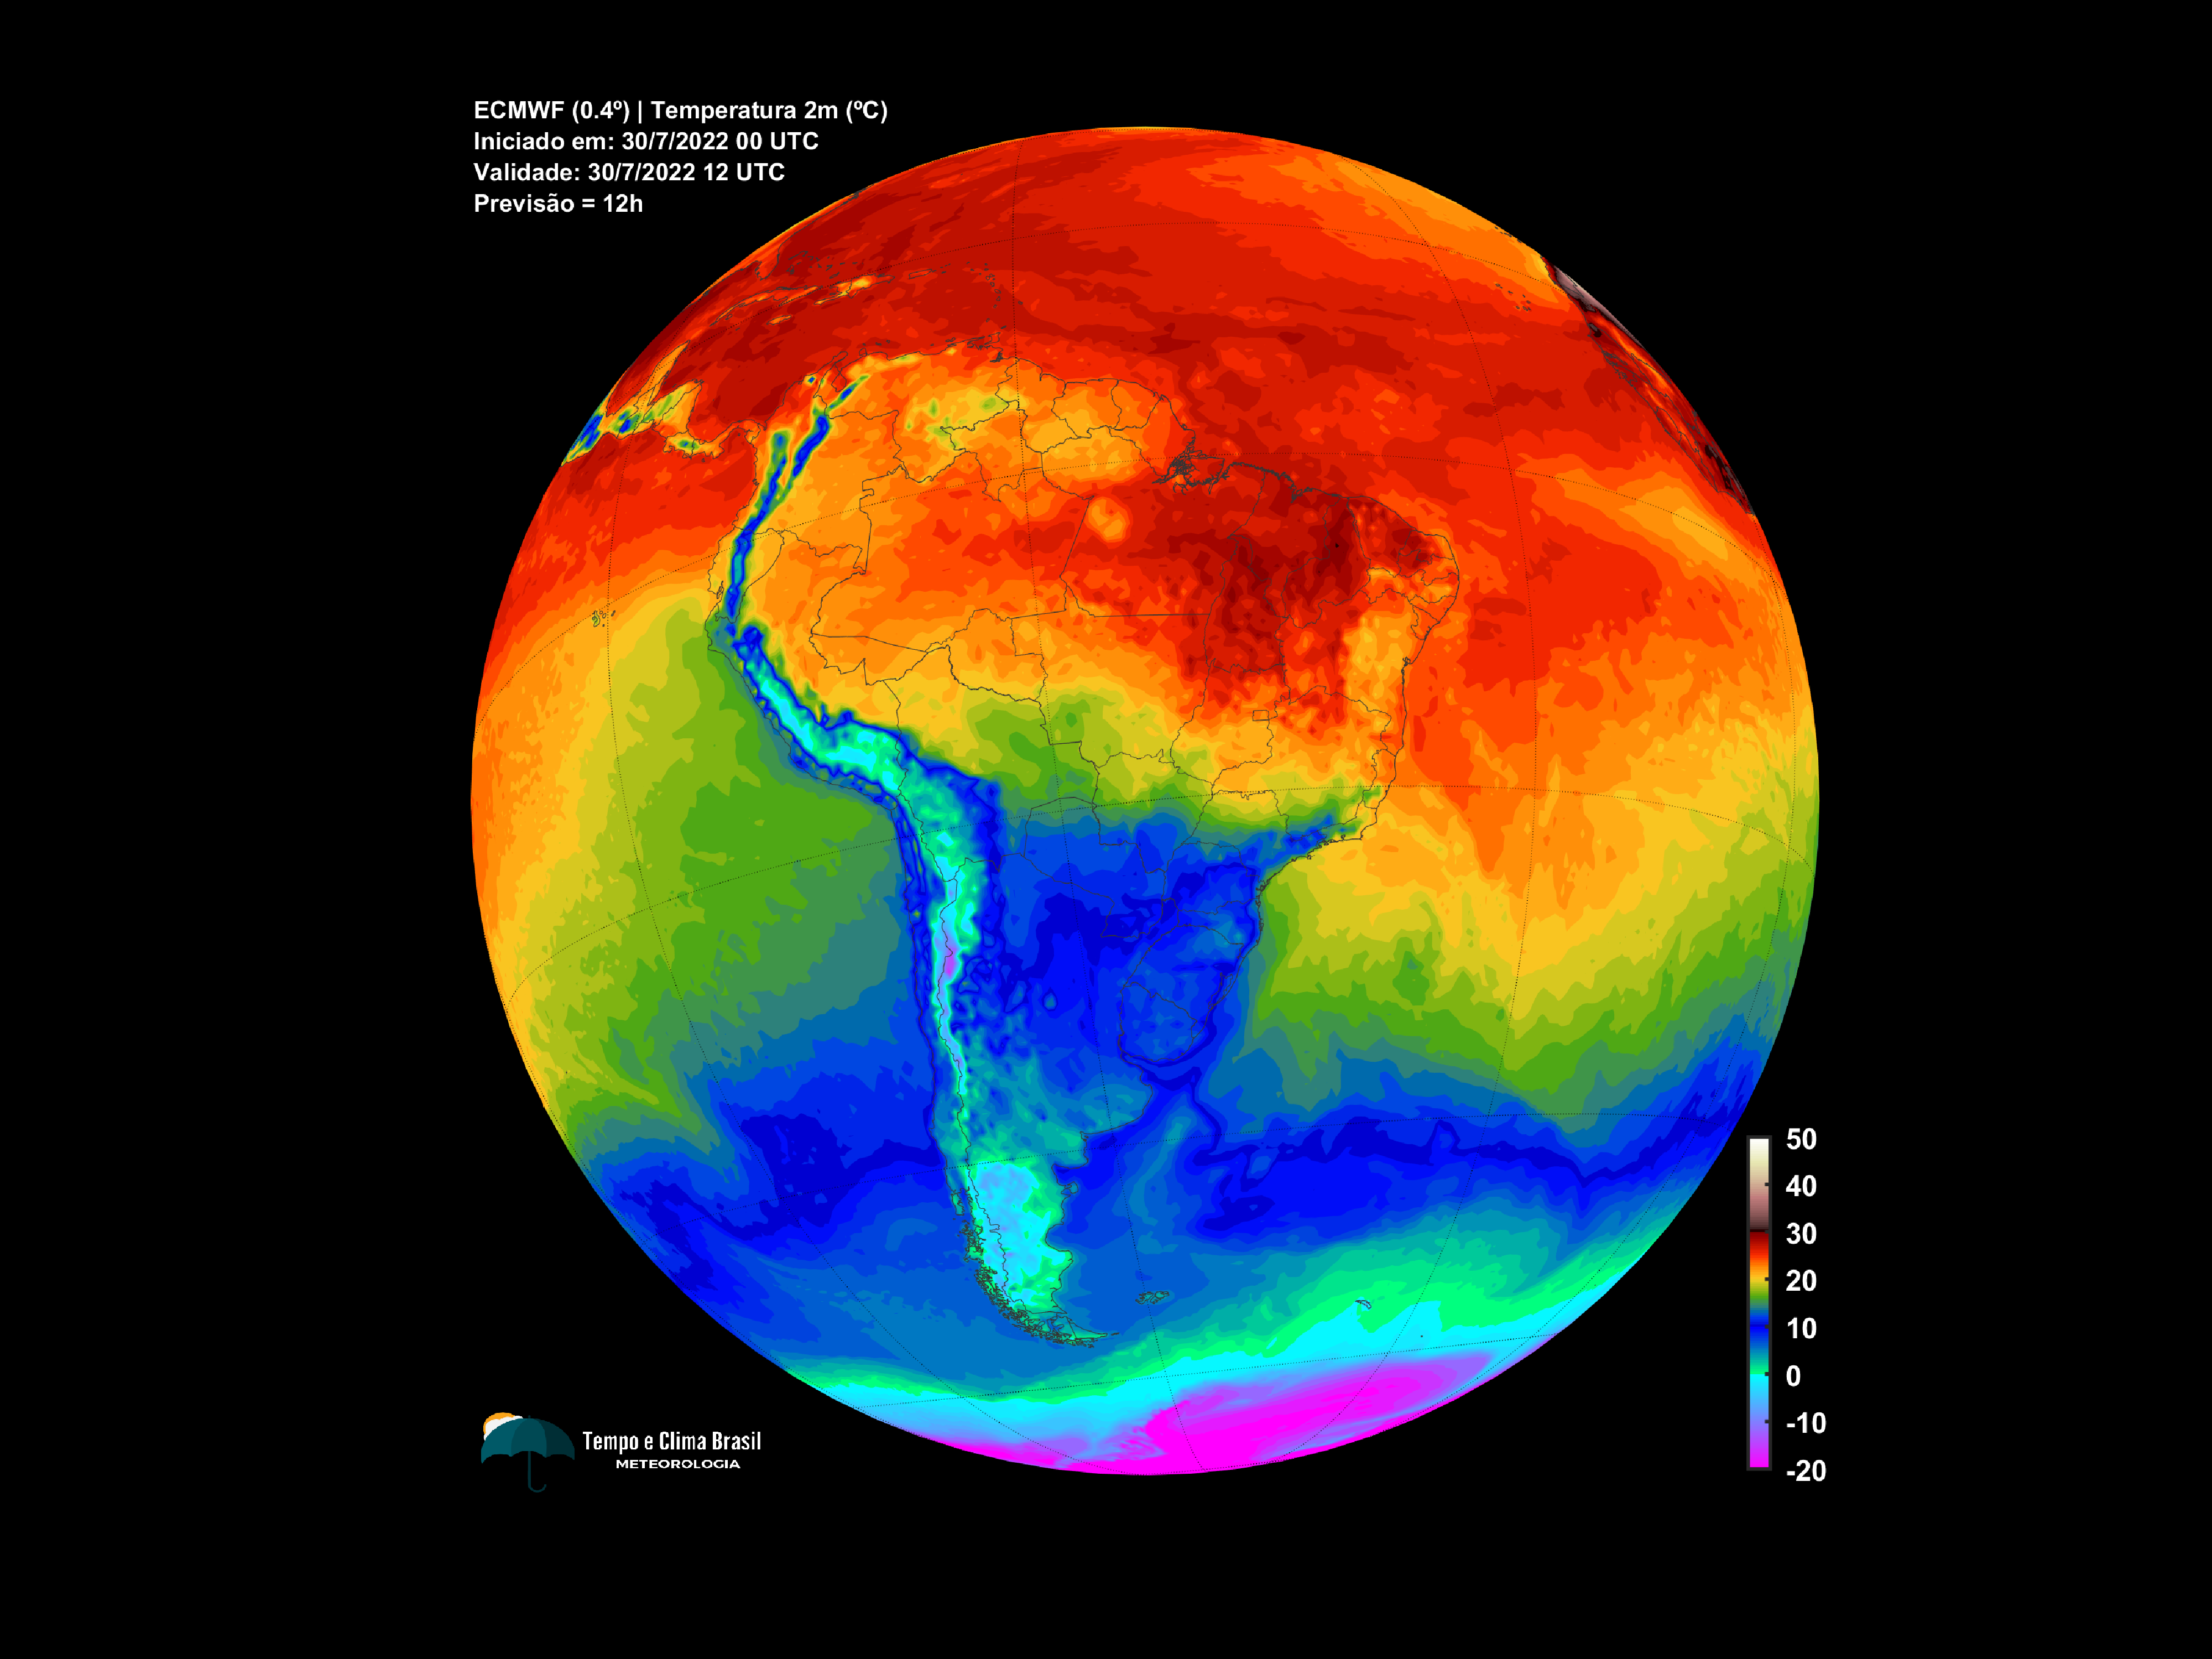 ECMWF (0.4º) | Temperatura 2m (ºC)
Iniciado em: 30/7/2022 00 UTC
Validade: 30/7/2022 12 UTC
Previsão = 12h
50
40
30
20
10
0
-10
-20
Tempo e Clima Brasil
METEOROLOGIA